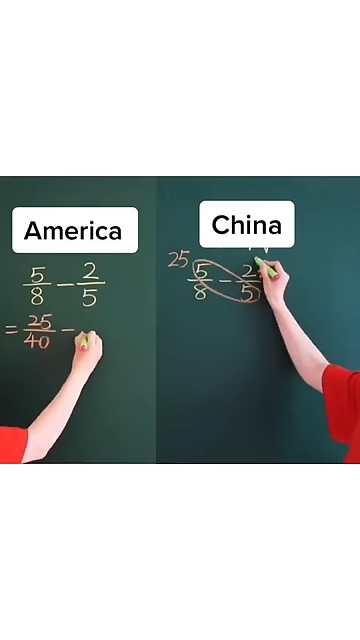 America
5/8 − 2/5
= 25/40 −
China
25
5/8 − 2/5